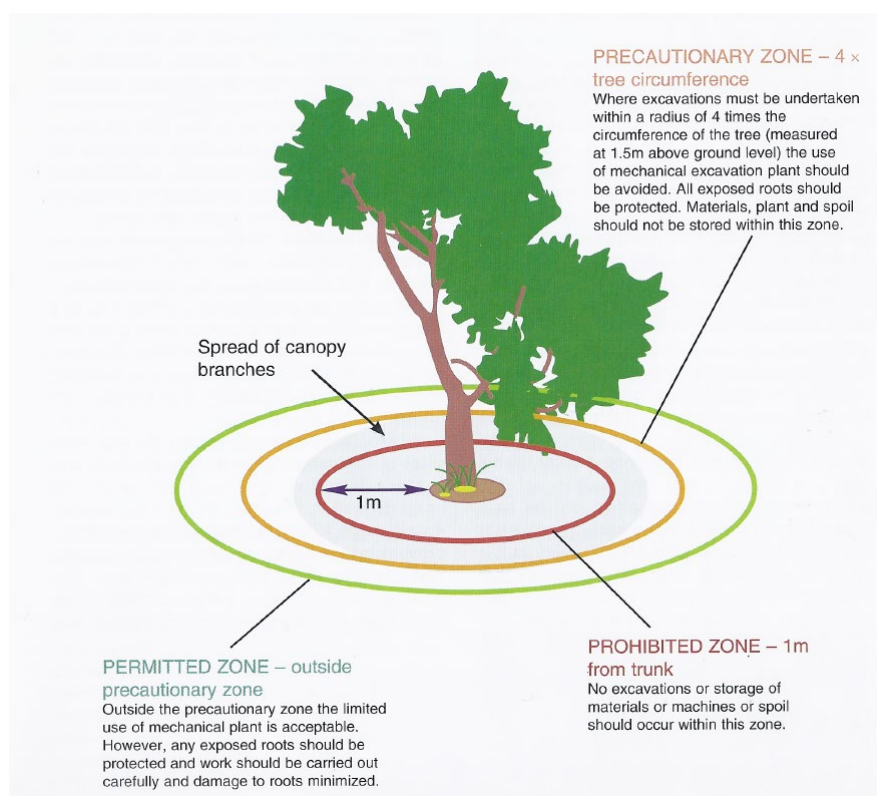 PRECAUTIONARY ZONE – 4 ×
tree circumference
Where excavations must be undertaken
within a radius of 4 times the
circumference of the tree (measured
at 1.5m above ground level) the use
of mechanical excavation plant should
be avoided. All exposed roots should
be protected. Materials, plant and spoil
should not be stored within this zone.
Spread of canopy
branches
1m
PROHIBITED ZONE – 1m
from trunk
No excavations or storage of
materials or machines or spoil
should occur within this zone.
PERMITTED ZONE – outside
precautionary zone
Outside the precautionary zone the limited
use of mechanical plant is acceptable.
However, any exposed roots should be
protected and work should be carried out
carefully and damage to roots minimized.